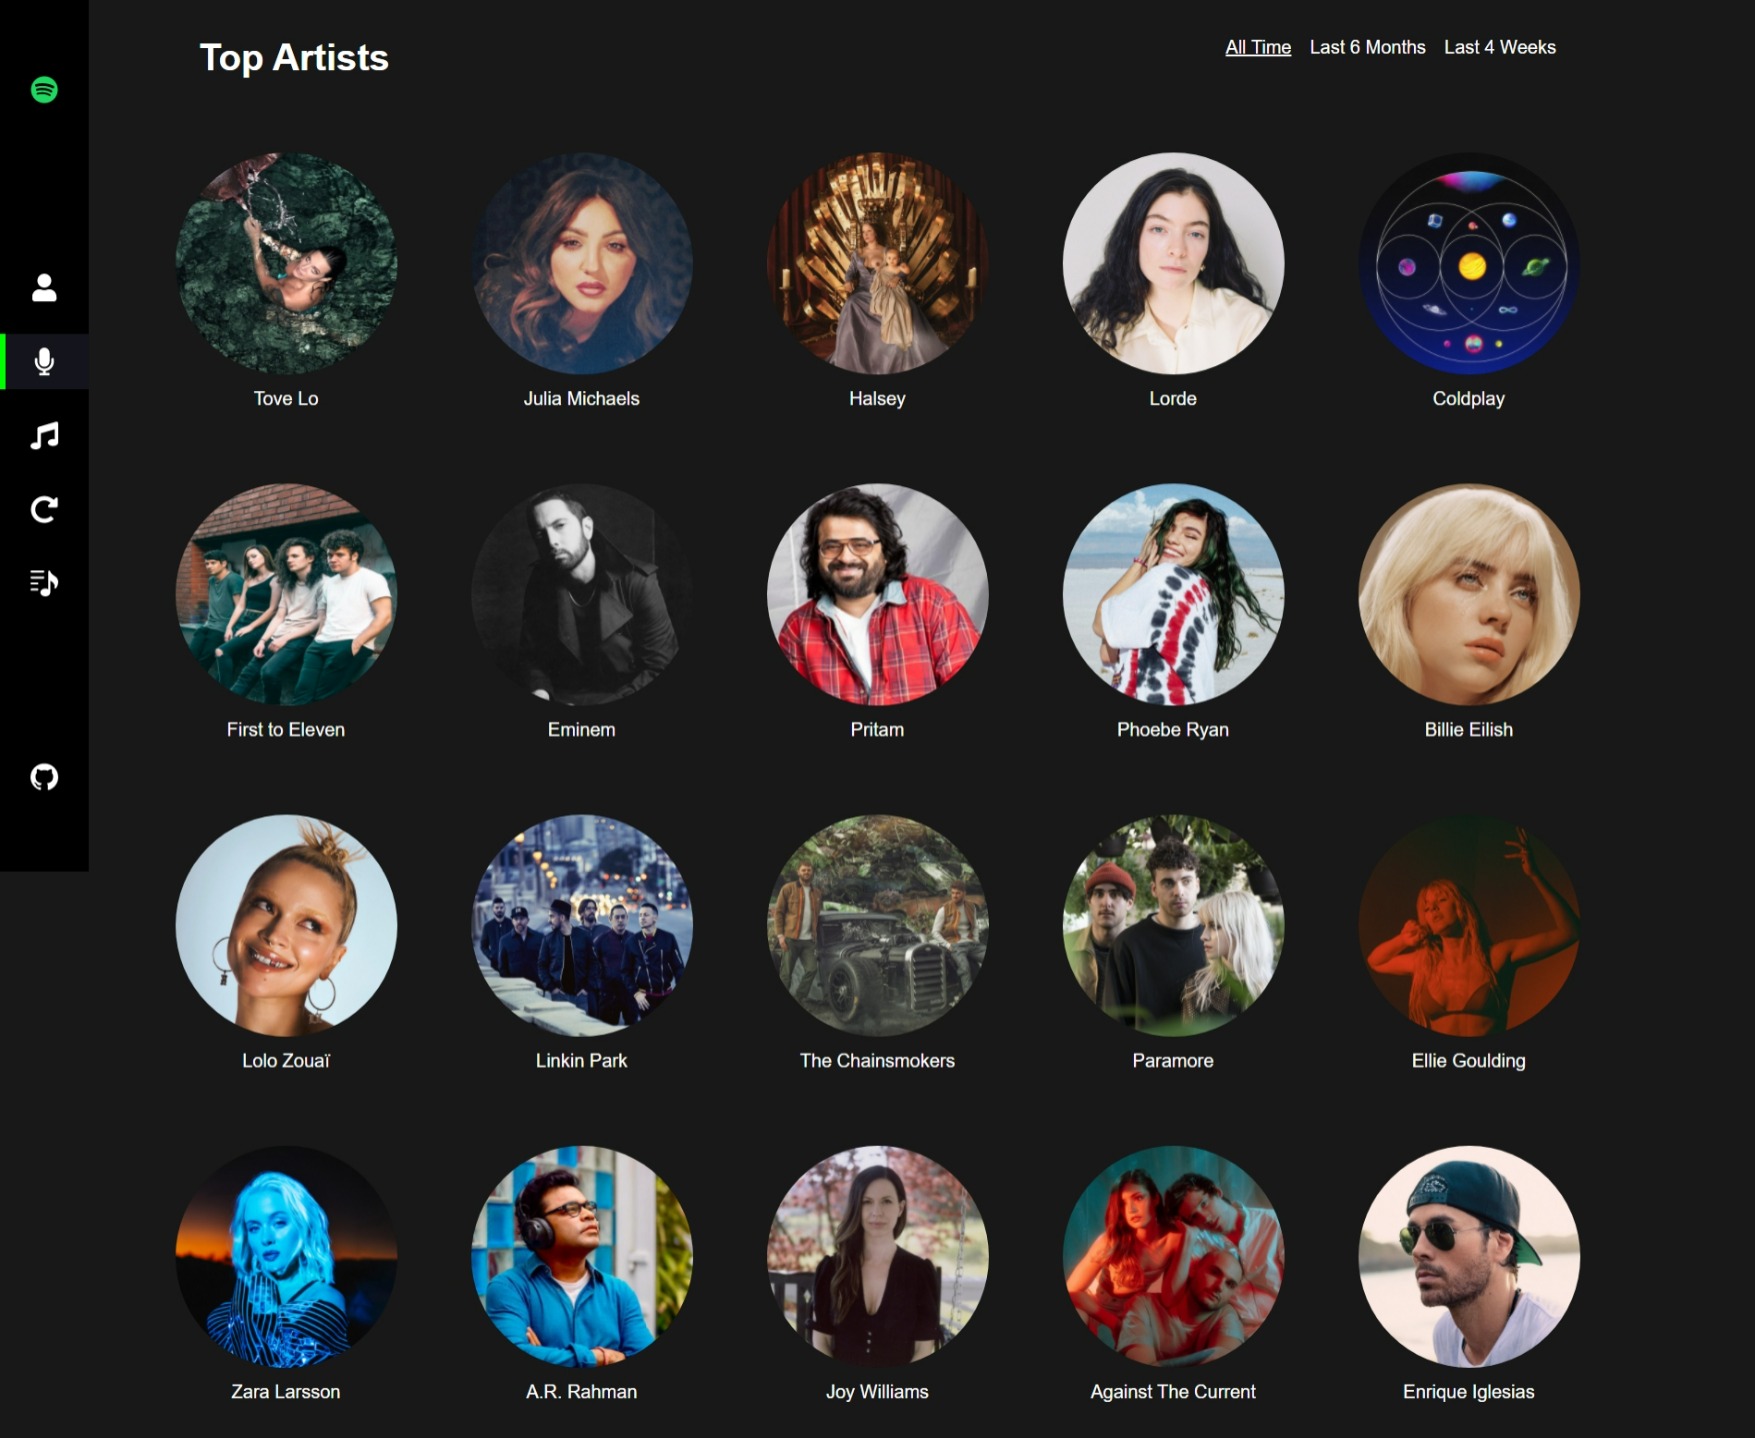 Top Artists
All Time Last 6 Months Last 4 Weeks
Tove Lo Julia Michaels Halsey Lorde Coldplay
First to Eleven Eminem Pritam Phoebe Ryan Billie Eilish
Lolo Zouaï Linkin Park The Chainsmokers Paramore Ellie Goulding
Zara Larsson A.R. Rahman Joy Williams Against The Current Enrique Iglesias